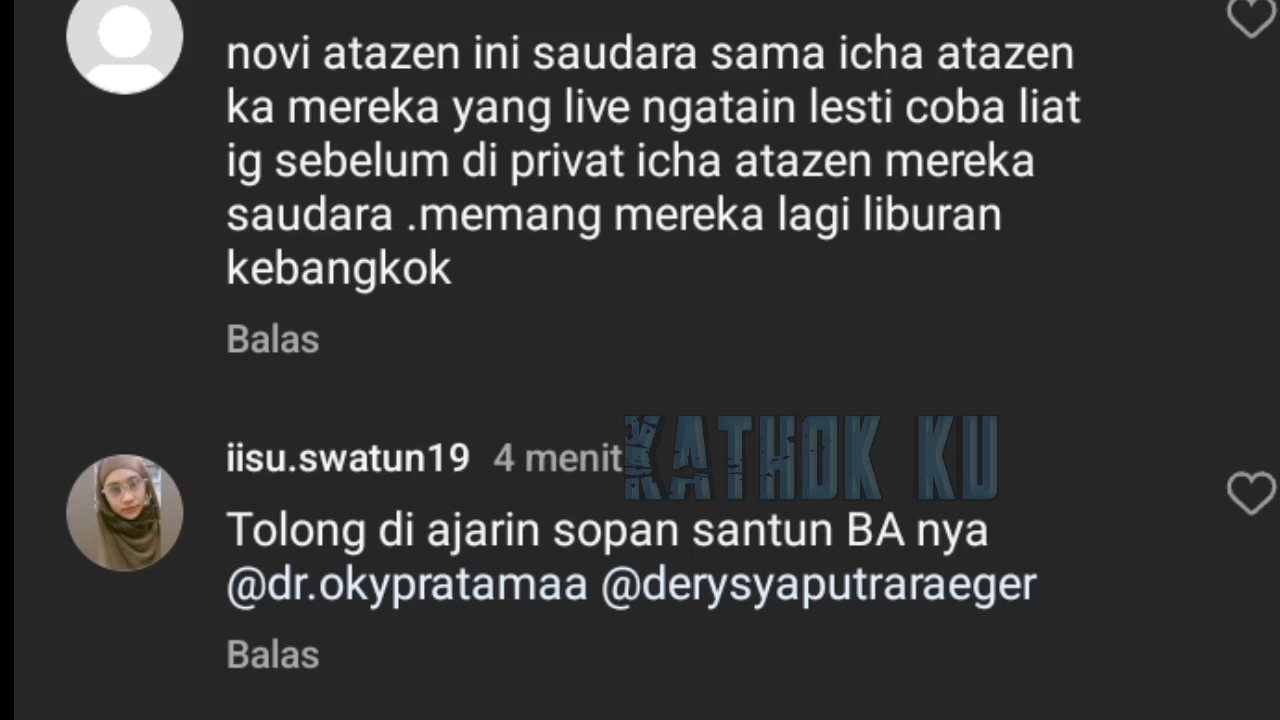 novi atazen ini saudara sama icha atazen
ka mereka yang live ngatain lesti coba liat
ig sebelum di privat icha atazen mereka
saudara .memang mereka lagi liburan
kebangkok
Balas
iisu.swatun19 4 menit
KATHOK KU
Tolong di ajarin sopan santun BA nya
@dr.okypratamaa @derysyaputraraeger
Balas